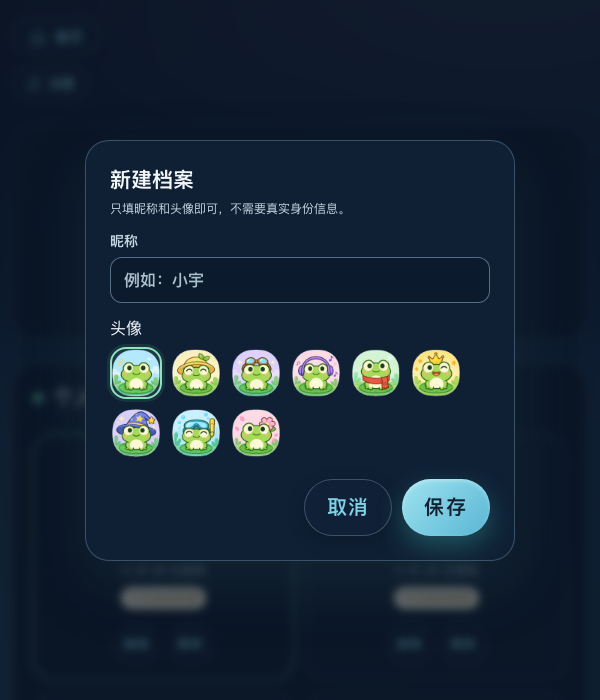 新建档案
只填昵称和头像即可，不需要真实身份信息。
昵称
例如：小宇
头像
取消
保存